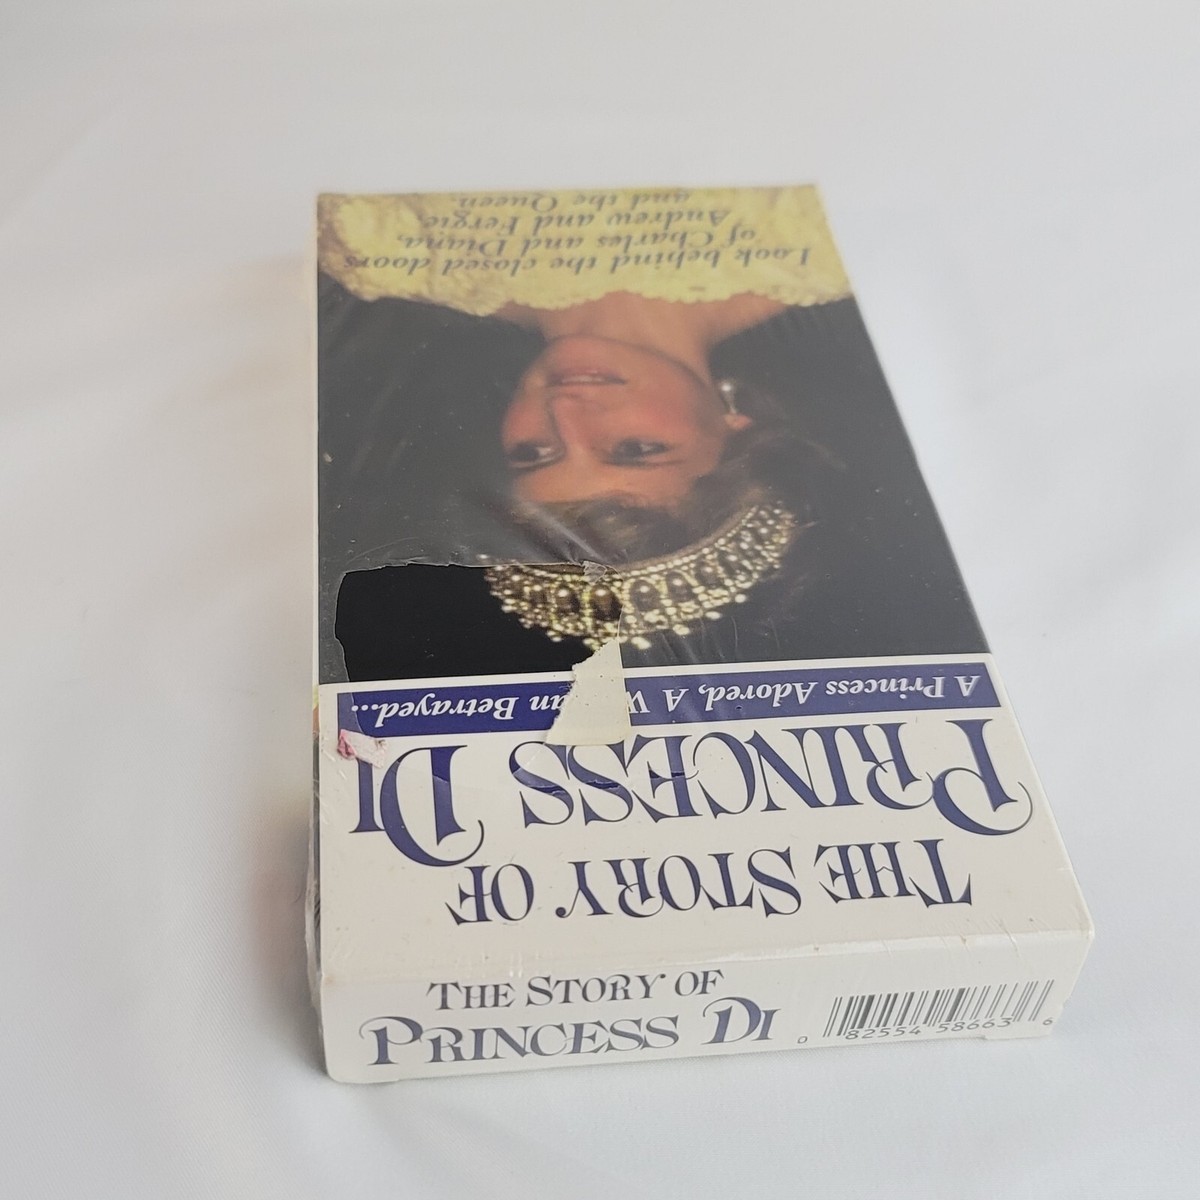 THE STORY OF
PRINCESS DI
A Princess Adored, A W an Betrayed...
Look behind the closed doors
of Charles and Diana,
Andrew and Fergie,
and the Queen.
THE STORY OF
PRINCESS DI
0 82554 58663 6